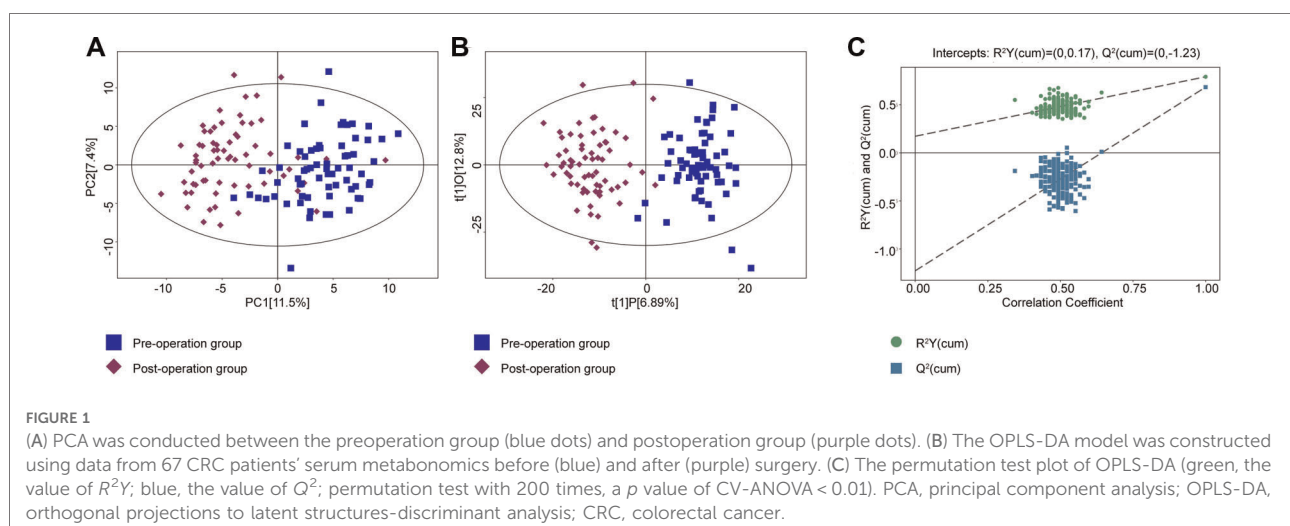 A
10
5
0
-5
-10
PC2[7.4%]
-10
-5
0
5
10
PC1[11.5%]
Pre-operation group
Post-operation group
B
25
0
-25
t[1]O[12.8%]
-20
0
20
t[1]P[6.89%]
Pre-operation group
Post-operation group
C
Intercepts: R²Y(cum)=(0,0.17), Q²(cum)=(0,-1.23)
0.5
0.0
-0.5
-1.0
R²Y(cum) and Q²(cum)
0.00
0.25
0.50
0.75
1.00
Correlation Coefficient
R²Y(cum)
Q²(cum)
FIGURE 1
(A) PCA was conducted between the preoperation group (blue dots) and postoperation group (purple dots). (B) The OPLS-DA model was constructed
using data from 67 CRC patients' serum metabonomics before (blue) and after (purple) surgery. (C) The permutation test plot of OPLS-DA (green, the
value of R²Y; blue, the value of Q²; permutation test with 200 times, a p value of CV-ANOVA < 0.01). PCA, principal component analysis; OPLS-DA,
orthogonal projections to latent structures-discriminant analysis; CRC, colorectal cancer.